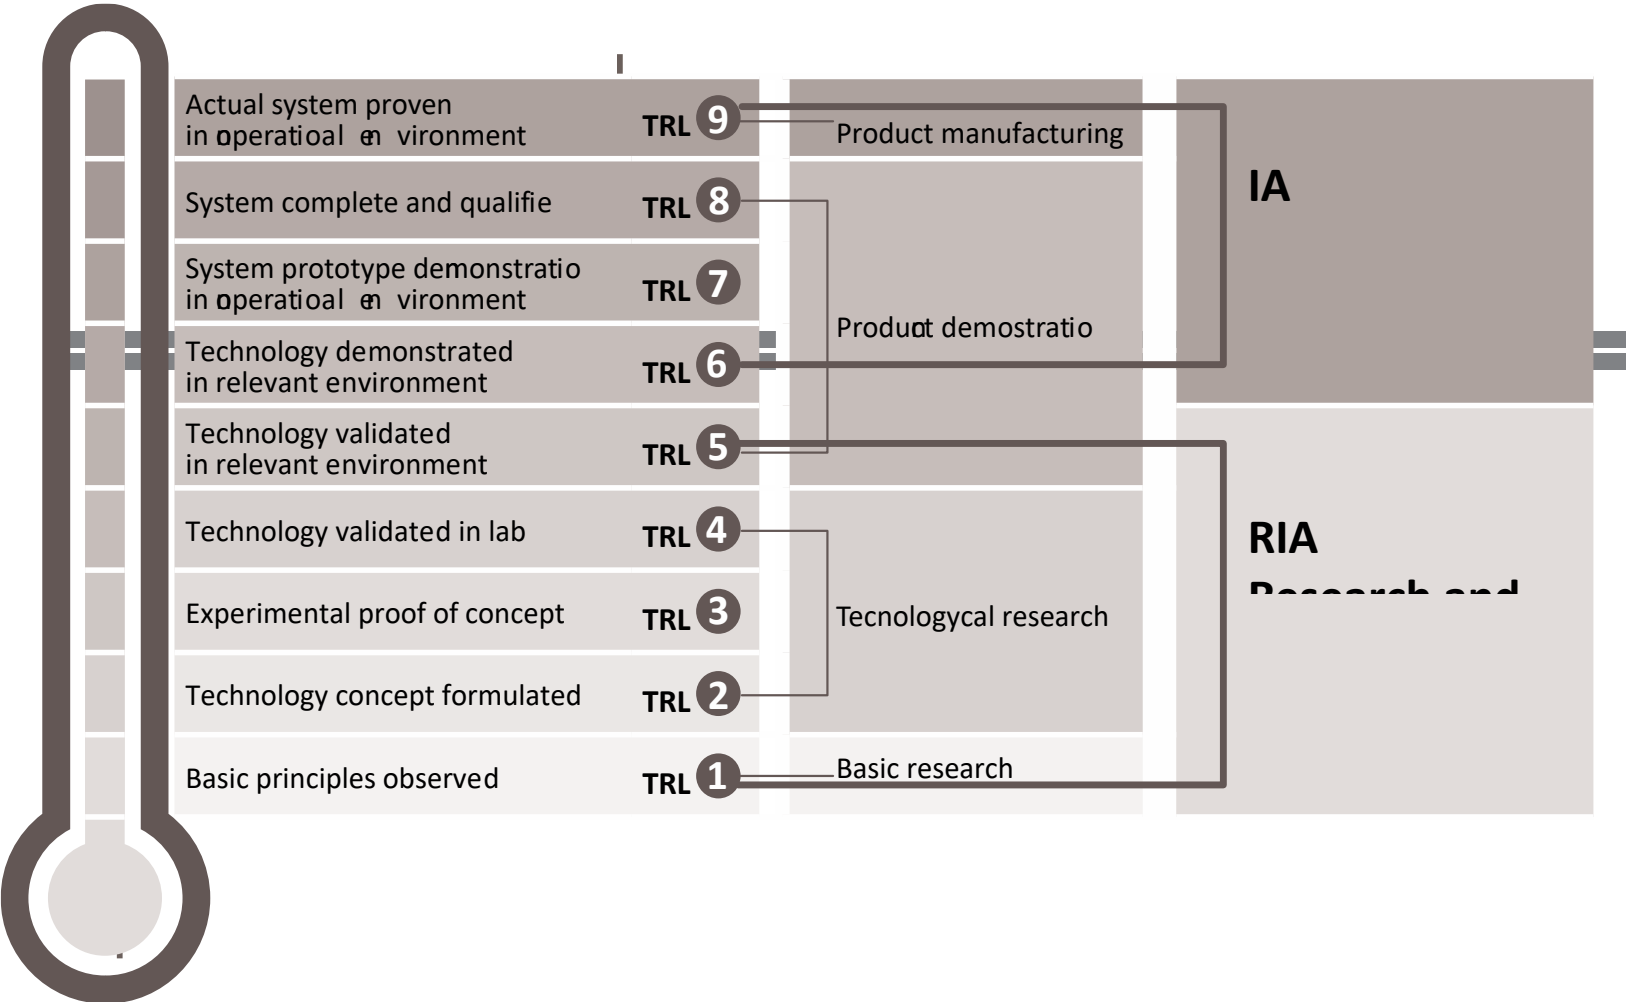 Actual system proven
in operatioal en vironment
TRL 9
Product manufacturing
System complete and qualifie
TRL 8
System prototype demonstratio
in operatioal en vironment
TRL 7
Technology demonstrated
in relevant environment
TRL 6
Product demostratio
IA
Technology validated
in relevant environment
TRL 5
Technology validated in lab
TRL 4
Experimental proof of concept
TRL 3
Tecnologycal research
RIA
Research and
Technology concept formulated
TRL 2
Basic principles observed
TRL 1
Basic research